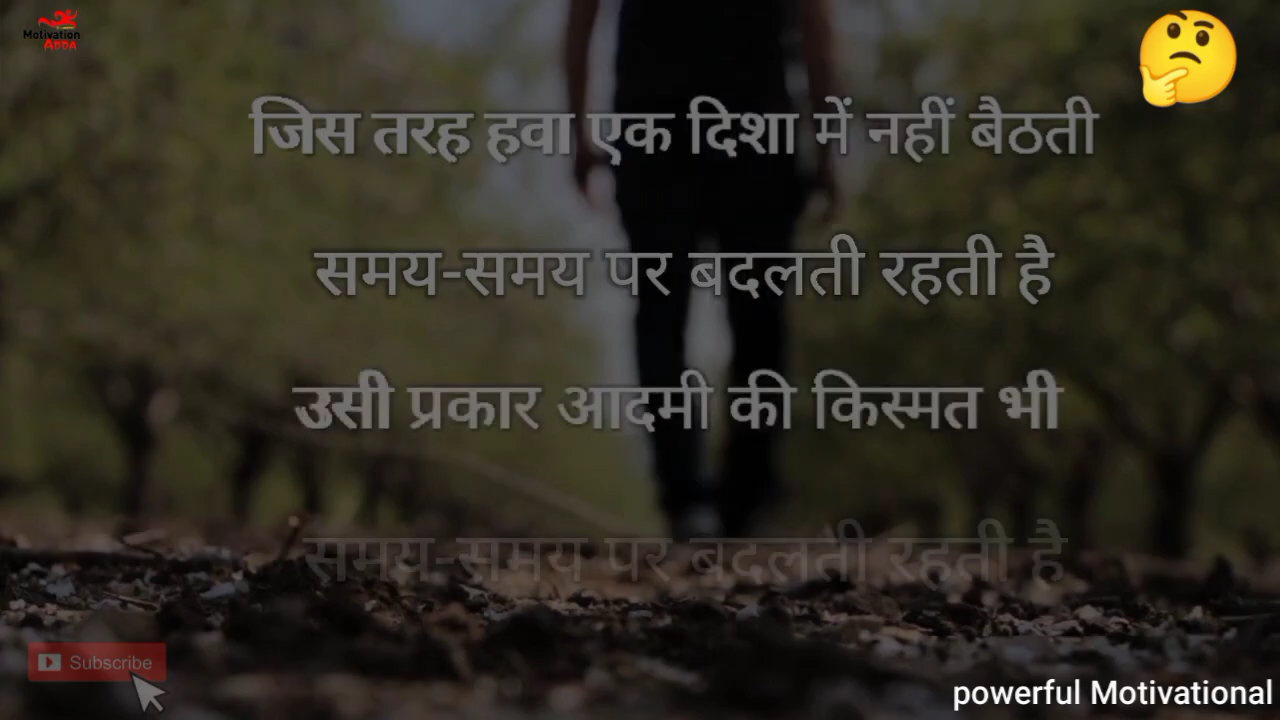 Motivation
ADDA
जिस तरह हवा एक दिशा में नहीं बैठती
समय-समय पर बदलती रहती है
उसी प्रकार आदमी की किस्मत भी
समय-समय पर बदलती रहती है
Subscribe
powerful Motivational